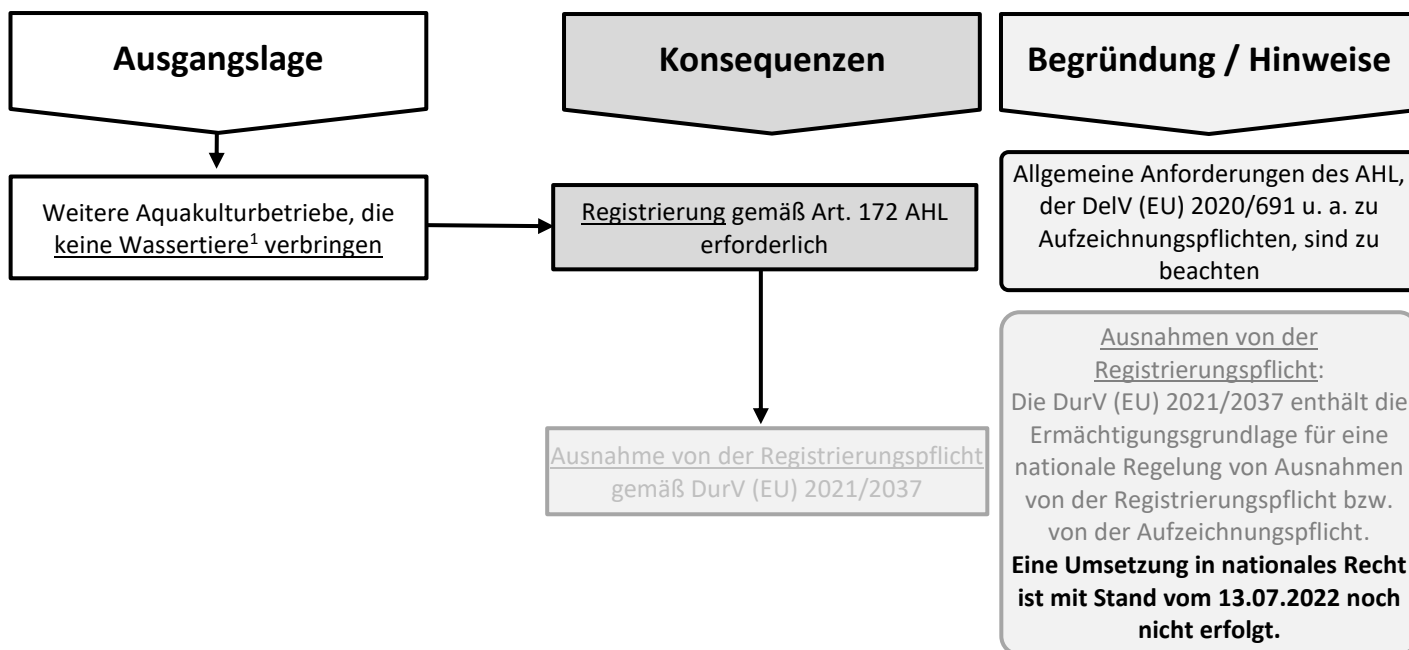 Ausgangslage
Konsequenzen
Begründung / Hinweise
Weitere Aquakulturbetriebe, die
keine Wassertiere¹ verbringen
Registrierung gemäß Art. 172 AHL
erforderlich
Allgemeine Anforderungen des AHL,
der DelV (EU) 2020/691 u. a. zu
Aufzeichnungspflichten, sind zu
beachten
Ausnahme von der Registrierungspflicht
gemäß DurV (EU) 2021/2037
Ausnahmen von der
Registrierungspflicht:
Die DurV (EU) 2021/2037 enthält die
Ermächtigungsgrundlage für eine
nationale Regelung von Ausnahmen
von der Registrierungspflicht bzw.
von der Aufzeichnungspflicht.
Eine Umsetzung in nationales Recht
ist mit Stand vom 13.07.2022 noch
nicht erfolgt.